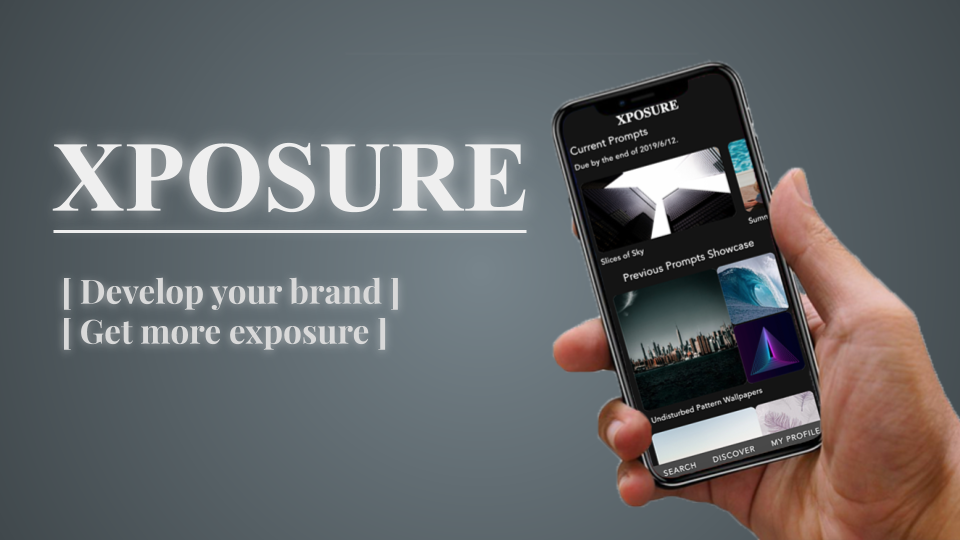 XPOSURE
[ Develop your brand ]
[ Get more exposure ]
XPOSURE
Current Prompts
Due by the end of 2019/6/12.
Slices of Sky
Sumn
Previous Prompts Showcase
Undisturbed Pattern Wallpapers
SEARCH DISCOVER MY PROFILE